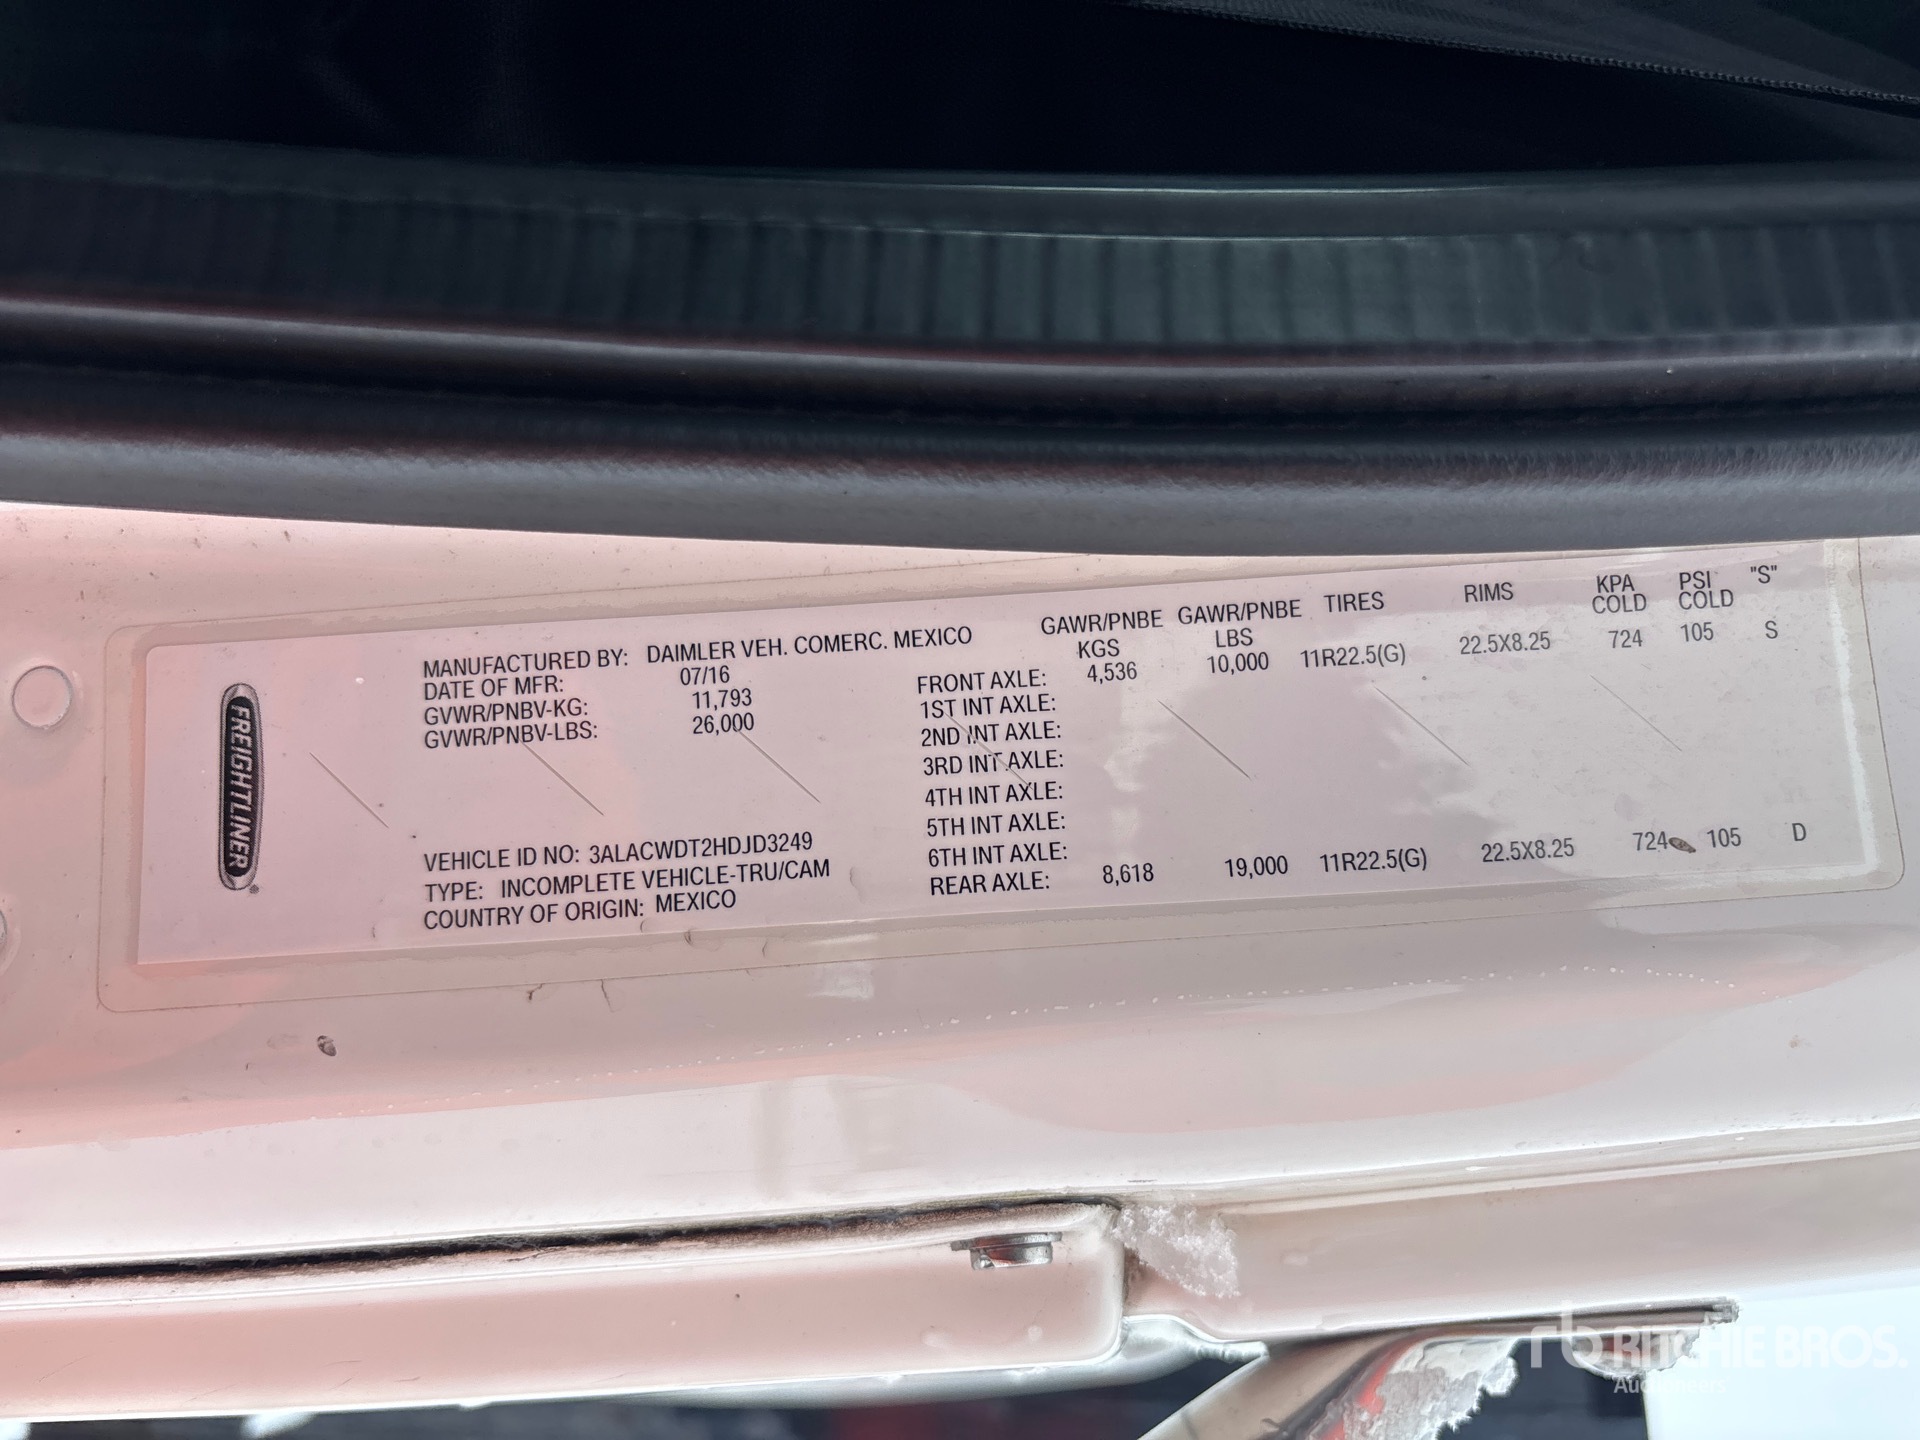 FREIGHTLINER®
MANUFACTURED BY: DAIMLER VEH. COMERC. MEXICO
DATE OF MFR: 07/16
GVWR/PNBV-KG: 11,793
GVWR/PNBV-LBS: 26,000
VEHICLE ID NO: 3ALACWDT2HDJD3249
TYPE: INCOMPLETE VEHICLE-TRU/CAM
COUNTRY OF ORIGIN: MEXICO
GAWR/PNBE KGS GAWR/PNBE LBS TIRES RIMS KPA COLD PSI COLD "S"
FRONT AXLE: 4,536 10,000 11R22.5(G) 22.5X8.25 724 105 S
1ST INT AXLE:
2ND INT AXLE:
3RD INT AXLE:
4TH INT AXLE:
5TH INT AXLE:
6TH INT AXLE:
REAR AXLE: 8,618 19,000 11R22.5(G) 22.5X8.25 724 105 D
rb RITCHIE BROS.
Auctioneers